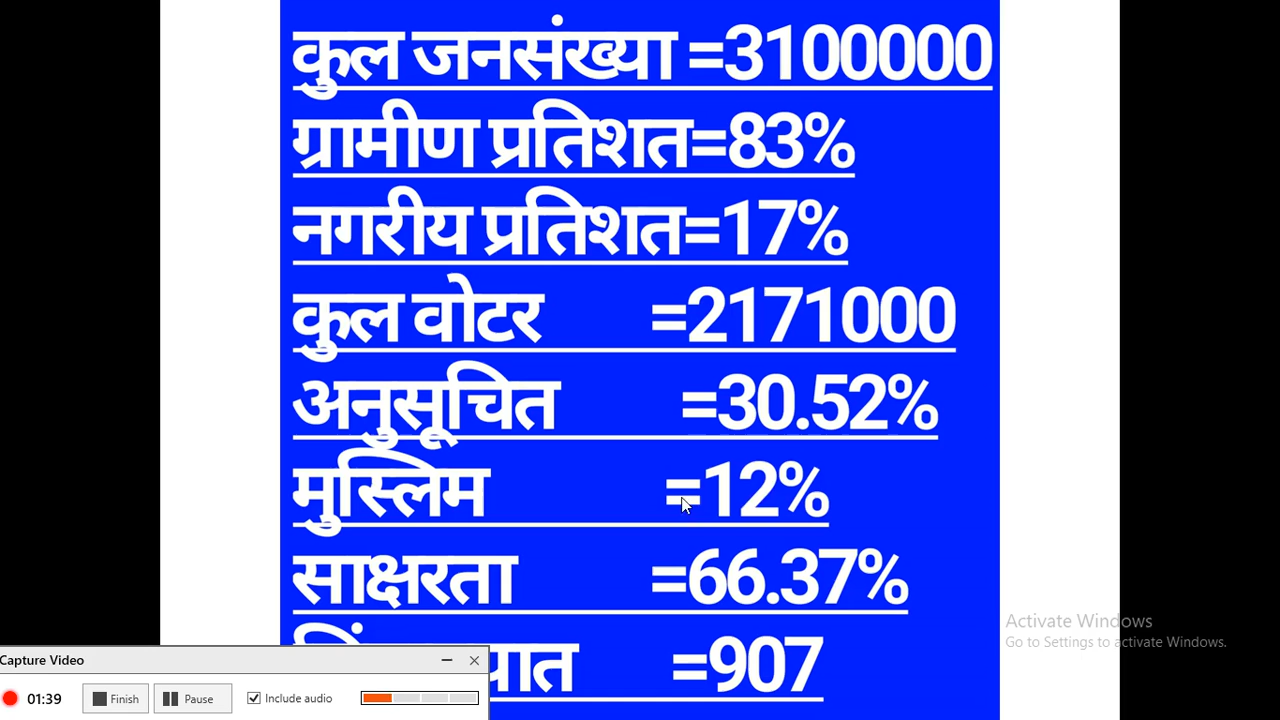 कुल जनसंख्या =3100000
ग्रामीण प्रतिशत=83%
नगरीय प्रतिशत=17%
कुल वोटर =2171000
अनुसूचित =30.52%
मुस्लिम =12%
साक्षरता =66.37%
=907
Activate Windows
Go to Settings to activate Windows.
Capture Video
01:39 Finish Pause Include audio